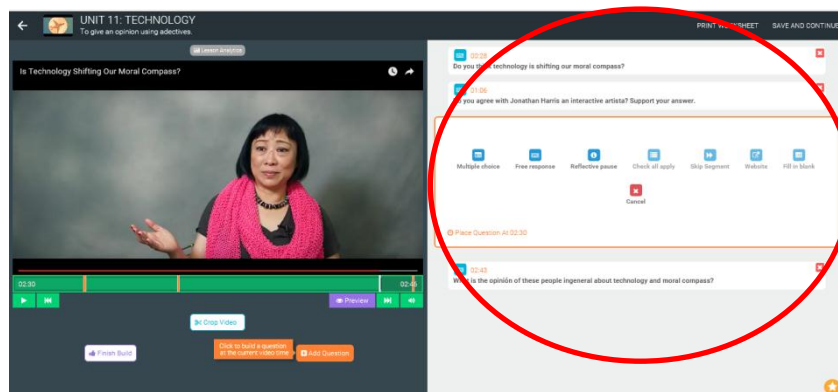 UNIT 11: TECHNOLOGY
To give an opinion using adectives.
PRINT WORKSHEET
SAVE AND CONTINUE
Lesson Analytics
Is Technology Shifting Our Moral Compass?
02:30
02:46
Preview
Crop Video
Finish Build
Click to build a question
at the current video time
Add Question
00:28
Do you think technology is shifting our moral compass?
01:06
you agree with Jonathan Harris an interactive artista? Support your answer.
Multiple choice
Free response
Reflective pause
Check all apply
Skip Segment
Website
Fill in blank
Cancel
Place Question At 02:30
02:43
What is the opinión of these people ingeneral about technology and moral compass?